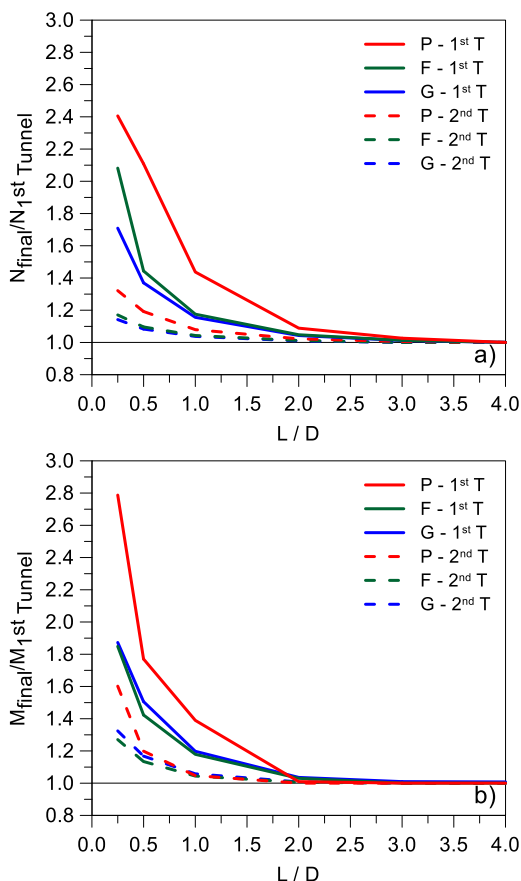 3.0
2.8
2.6
2.4
2.2
2.0
1.8
1.6
1.4
1.2
1.0
0.8
N_final/N_1st Tunnel
P - 1st T
F - 1st T
G - 1st T
P - 2nd T
F - 2nd T
G - 2nd T
a)
0.0 0.5 1.0 1.5 2.0 2.5 3.0 3.5 4.0
L / D
3.0
2.8
2.6
2.4
2.2
2.0
1.8
1.6
1.4
1.2
1.0
0.8
M_final/M_1st Tunnel
P - 1st T
F - 1st T
G - 1st T
P - 2nd T
F - 2nd T
G - 2nd T
b)
0.0 0.5 1.0 1.5 2.0 2.5 3.0 3.5 4.0
L / D